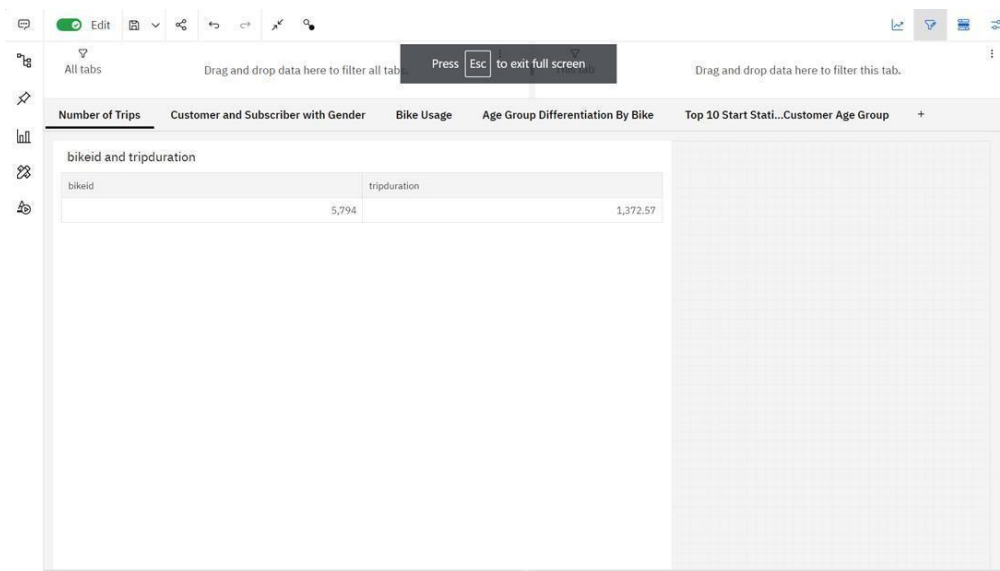 Edit
All tabs
Drag and drop data here to filter all tabs.
Press Esc to exit full screen
This tab
Drag and drop data here to filter this tab.
Number of Trips
Customer and Subscriber with Gender
Bike Usage
Age Group Differentiation By Bike
Top 10 Start Stati...Customer Age Group
+
bikeid and tripduration
bikeid tripduration
5,794 1,372.57